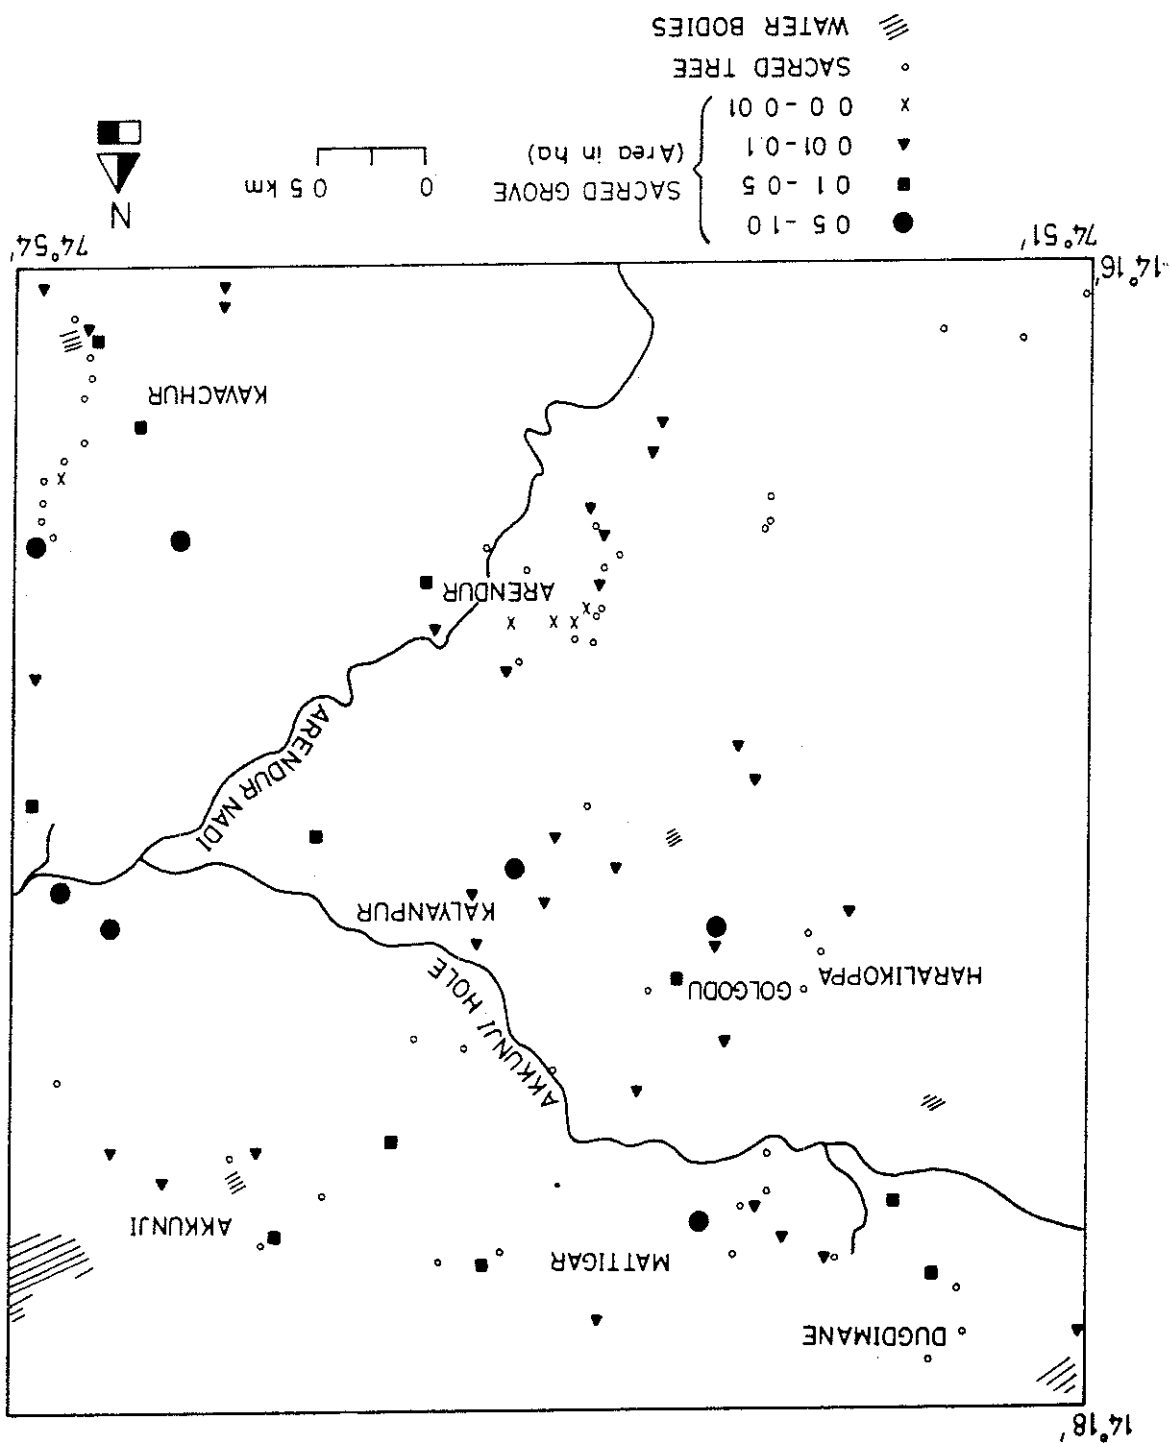 14°18'
DUGDIMANE
MATTIGAR
AKKUNJI
AKKUNJI HOLE
HARALIKOPPA
GOLGODU
KALYANPUR
ARENDUR NADI
ARENDUR
KAVACHUR
14°16'
74°51'
74°54'
0 5 - 1 0
0 1 - 0 5
0 01 - 0.1
0 0 - 0.01
SACRED GROVE
(Area in ha)
SACRED TREE
WATER BODIES
0 0 5 km
N